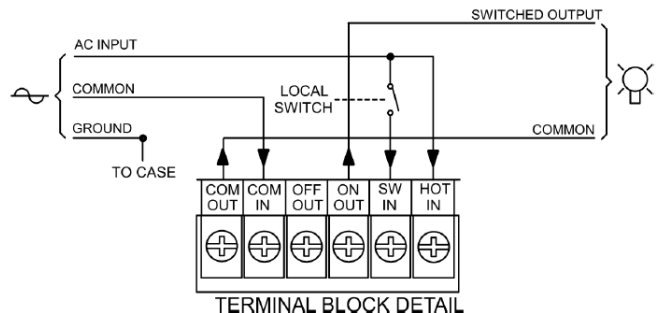 SWITCHED OUTPUT
AC INPUT
COMMON
LOCAL
SWITCH
GROUND
COMMON
TO CASE
COM OUT
COM IN
OFF OUT
ON OUT
SW IN
HOT IN
TERMINAL BLOCK DETAIL